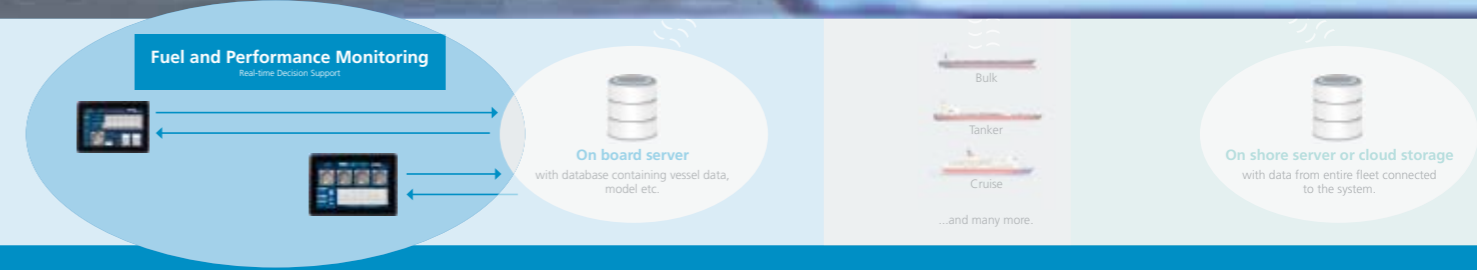 Fuel and Performance Monitoring
Real-time Decision Support
On board server
with database containing vessel data,
model etc.
Bulk
Tanker
Cruise
...and many more.
On shore server or cloud storage
with data from entire fleet connected
to the system.